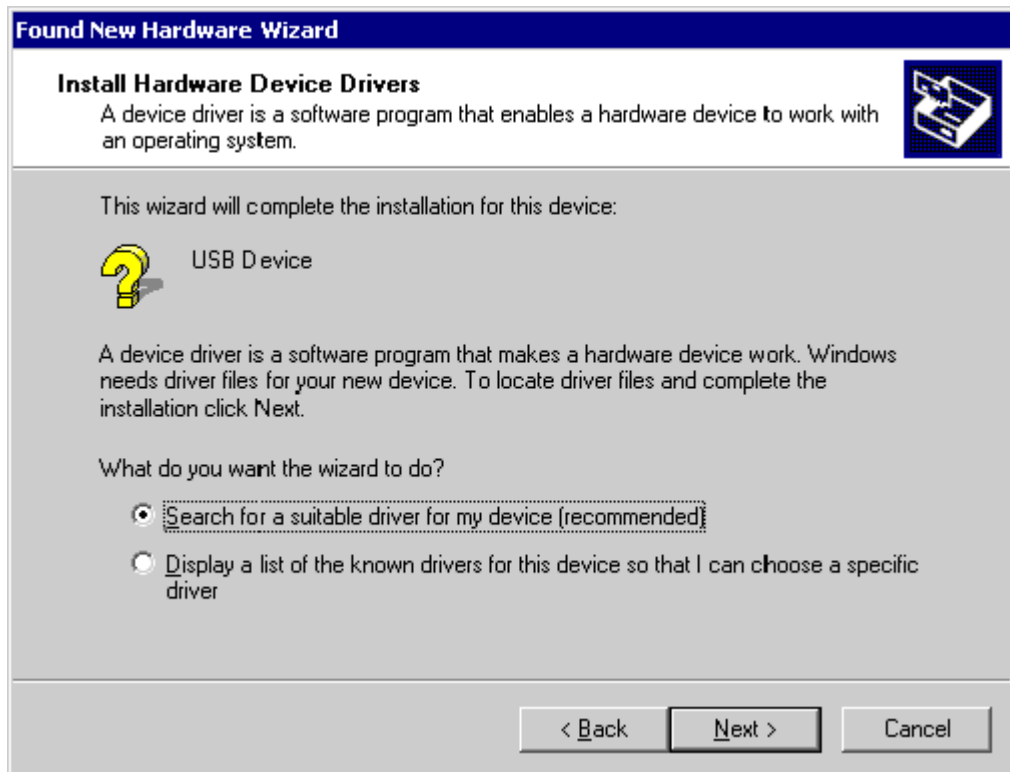 Found New Hardware Wizard
Install Hardware Device Drivers
A device driver is a software program that enables a hardware device to work with
an operating system.
This wizard will complete the installation for this device:
USB Device
A device driver is a software program that makes a hardware device work. Windows
needs driver files for your new device. To locate driver files and complete the
installation click Next.
What do you want the wizard to do?
Search for a suitable driver for my device (recommended)
Display a list of the known drivers for this device so that I can choose a specific
driver
< Back
Next >
Cancel